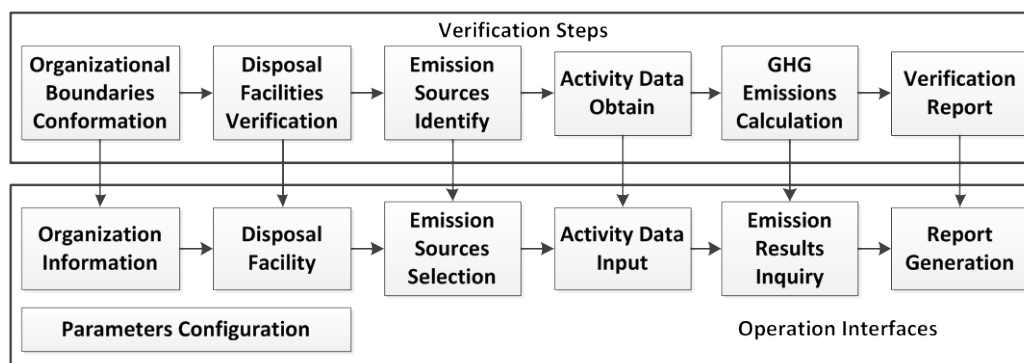 Verification Steps
Organizational
Boundaries
Conformation
Disposal
Facilities
Verification
Emission
Sources
Identify
Activity Data
Obtain
GHG
Emissions
Calculation
Verification
Report
Organization
Information
Disposal
Facility
Emission
Sources
Selection
Activity Data
Input
Emission
Results
Inquiry
Report
Generation
Parameters Configuration
Operation Interfaces